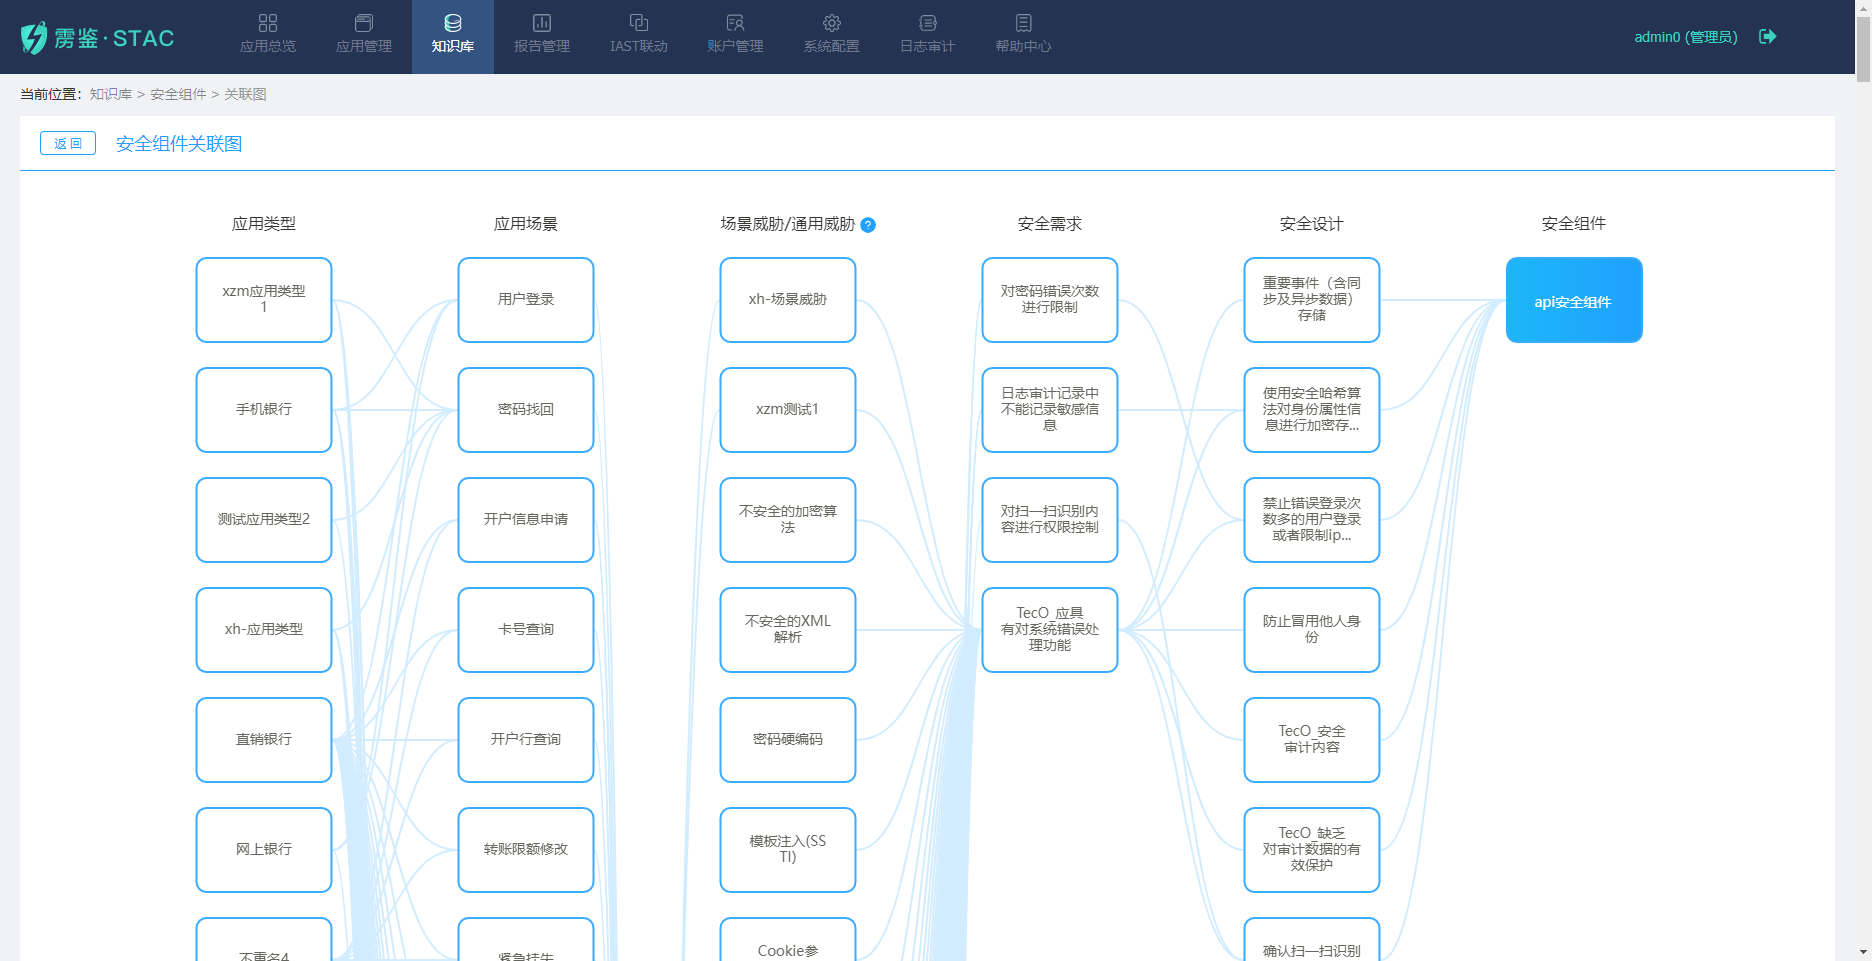 雳鉴·STAC
应用总览
应用管理
知识库
报告管理
IAST联动
账户管理
系统配置
日志审计
帮助中心
admin0 (管理员)
当前位置：知识库 > 安全组件 > 关联图
返 回
安全组件关联图
应用类型
应用场景
场景威胁/通用威胁 ?
安全需求
安全设计
安全组件
xzm应用类型
1
用户登录
xh-场景威胁
对密码错误次数
进行限制
重要事件（含同
步及异步数据）
存储
api安全组件
手机银行
密码找回
xzm测试1
日志审计记录中
不能记录敏感信
息
使用安全哈希算
法对身份属性信
息进行加密存...
测试应用类型2
开户信息申请
不安全的加密算
法
对扫一扫识别内
容进行权限控制
禁止错误登录次
数多的用户登录
或者限制ip...
xh-应用类型
卡号查询
不安全的XML
解析
TecO_应具
有对系统错误处
理功能
防止冒用他人身
份
直销银行
开户行查询
密码硬编码
TecO_安全
审计内容
网上银行
转账限额修改
模板注入(SS
TI)
TecO_缺乏
对审计数据的有
效保护
不重名4
紧急挂失
Cookie参
确认扫一扫识别